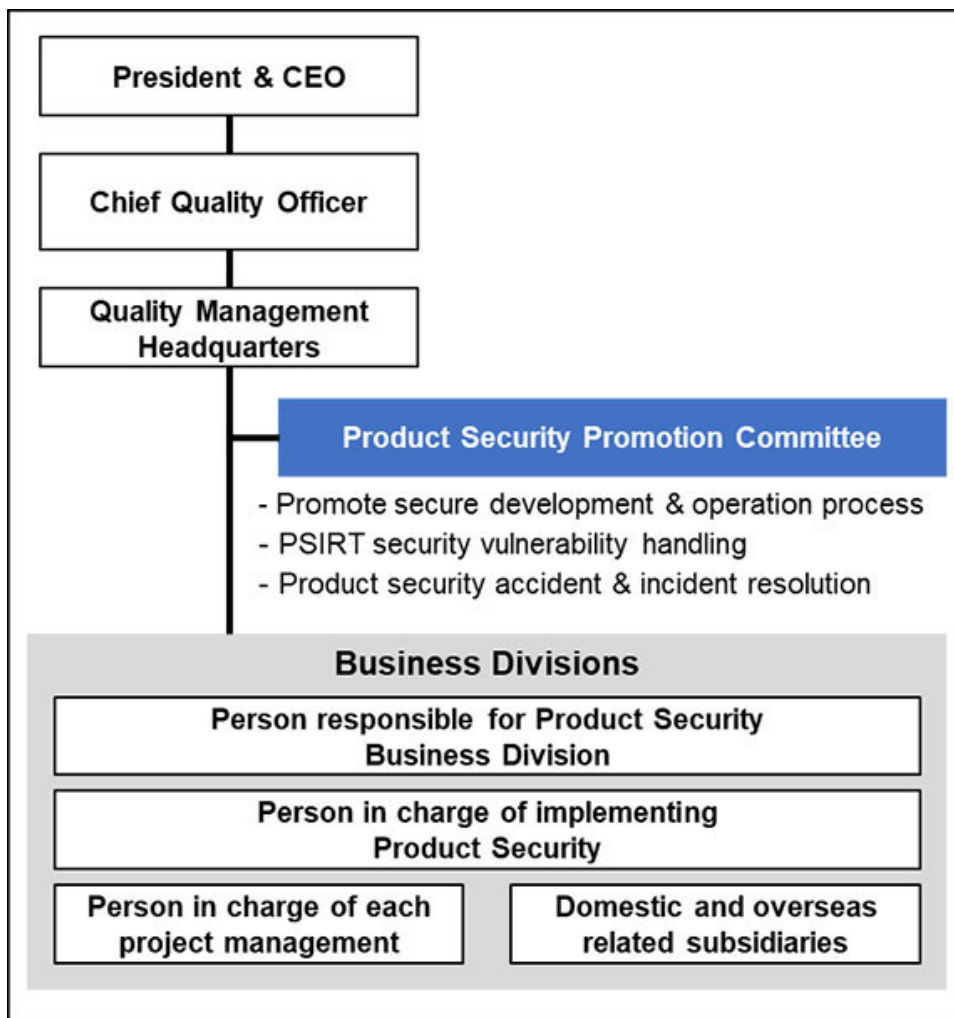 President & CEO
Chief Quality Officer
Quality Management
Headquarters
Product Security Promotion Committee
- Promote secure development & operation process
- PSIRT security vulnerability handling
- Product security accident & incident resolution
Business Divisions
Person responsible for Product Security
Business Division
Person in charge of implementing
Product Security
Person in charge of each
project management
Domestic and overseas
related subsidiaries